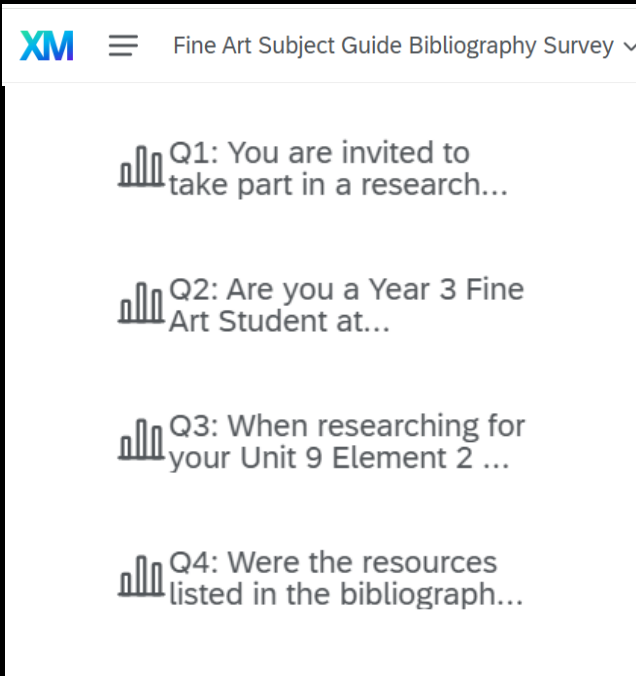 XM
Fine Art Subject Guide Bibliography Survey
Q1: You are invited to
take part in a research...
Q2: Are you a Year 3 Fine
Art Student at...
Q3: When researching for
your Unit 9 Element 2 ...
Q4: Were the resources
listed in the bibliograph...